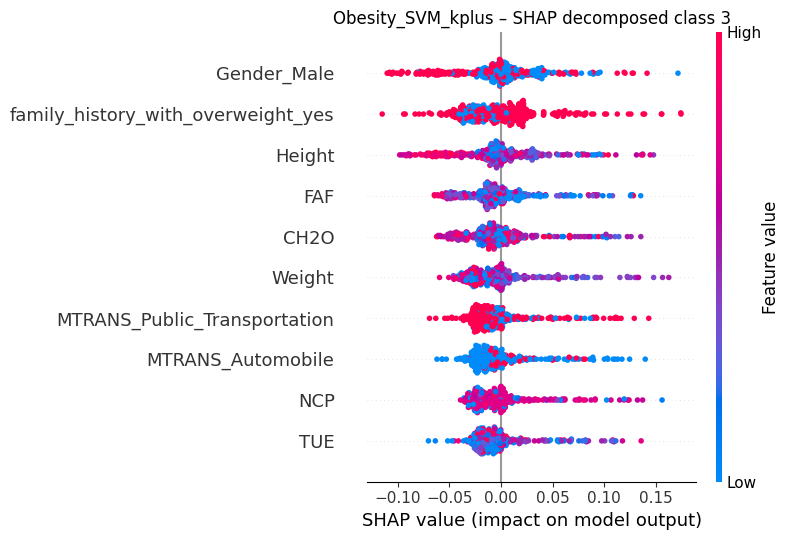 Obesity_SVM_kplus – SHAP decomposed class 3
High
Gender_Male
family_history_with_overweight_yes
Height
FAF
CH2O
Weight
MTRANS_Public_Transportation
MTRANS_Automobile
NCP
TUE
Feature value
Low
−0.10 −0.05 0.00 0.05 0.10 0.15
SHAP value (impact on model output)